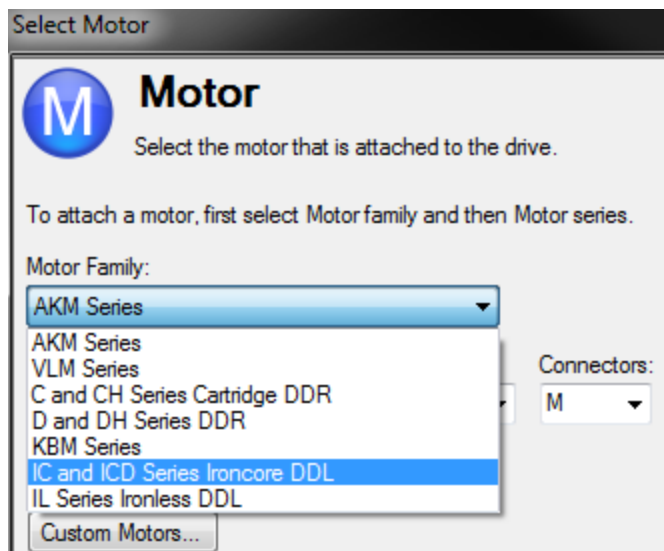 Select Motor
M
Motor
Select the motor that is attached to the drive.
To attach a motor, first select Motor family and then Motor series.
Motor Family:
AKM Series
AKM Series
VLM Series
C and CH Series Cartridge DDR
D and DH Series DDR
KBM Series
IC and ICD Series Ironcore DDL
IL Series Ironless DDL
Connectors:
M
Custom Motors...